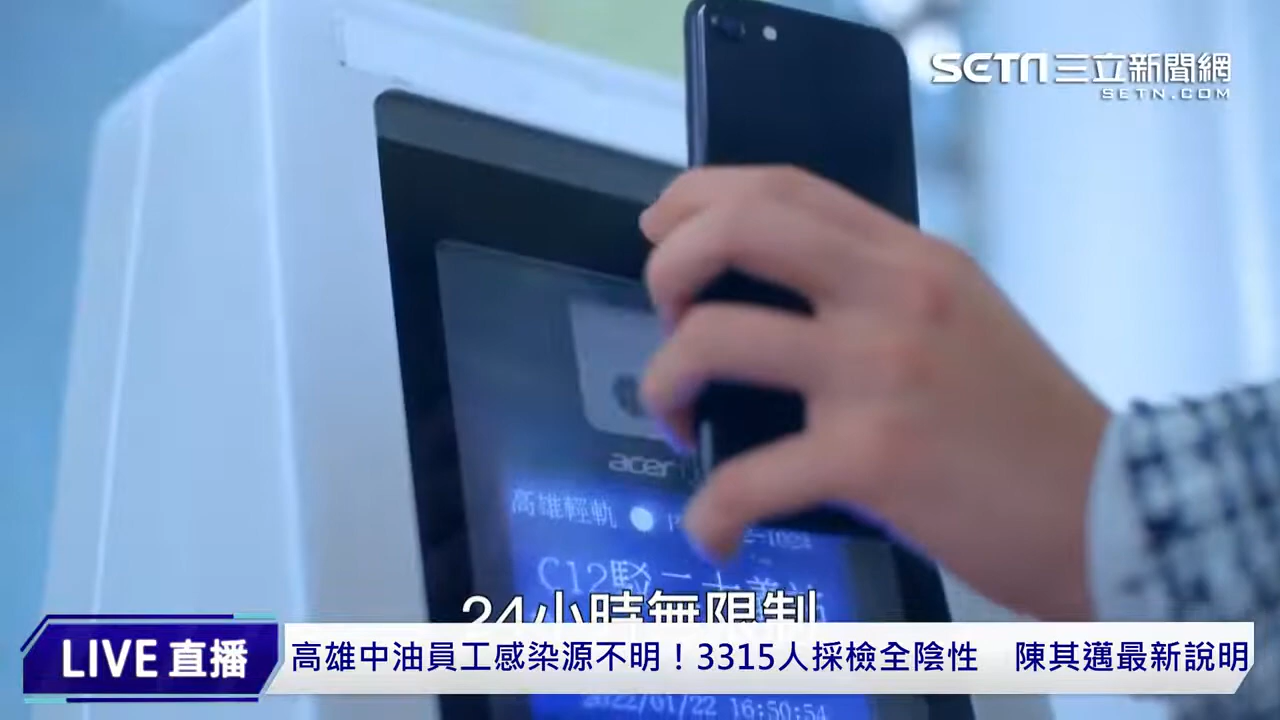 SETN三立新聞網
SETN.COM
acer
高雄輕軌
C12駁二大義站
24小時無限制
LIVE 直播
高雄中油員工感染源不明！3315人採檢全陰性 陳其邁最新說明
2022/01/22 16:50:54